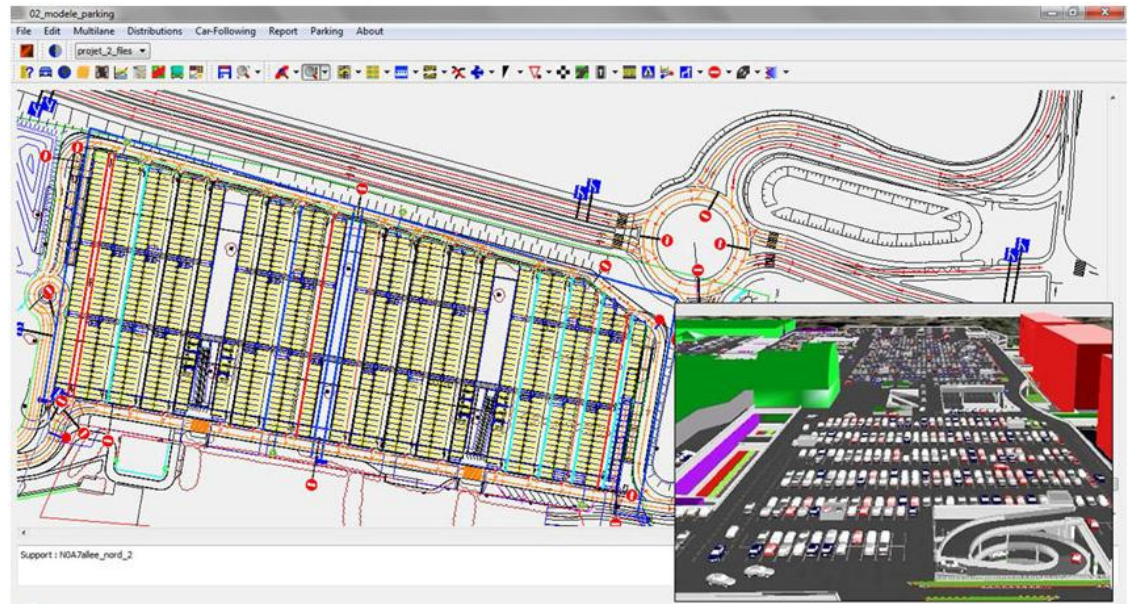 02_modele_parking
File Edit Multilane Distributions Car-Following Report Parking About
projet_2_files
Support : N0A7allee_nord_2